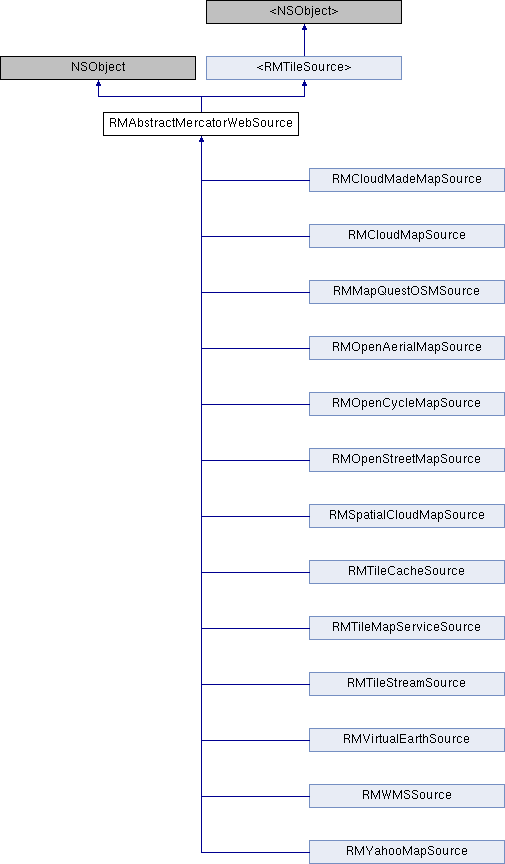 <NSObject>
NSObject
<RMTileSource>
RMAbstractMercatorWebSource
RMCloudMadeMapSource
RMCloudMapSource
RMMapQuestOSMSource
RMOpenAerialMapSource
RMOpenCycleMapSource
RMOpenStreetMapSource
RMSpatialCloudMapSource
RMTileCacheSource
RMTileMapServiceSource
RMTileStreamSource
RMVirtualEarthSource
RMWMSSource
RMYahooMapSource